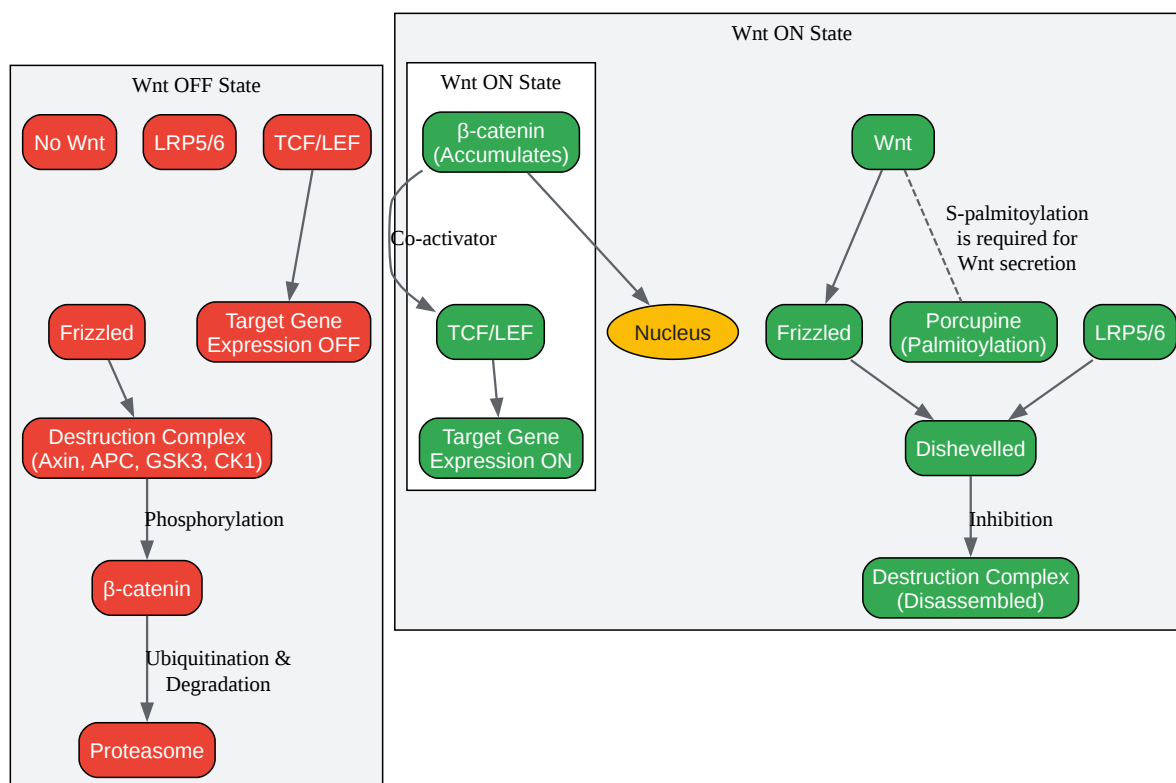 Wnt OFF State
No Wnt
LRP5/6
TCF/LEF
Frizzled
Target Gene
Expression OFF
Destruction Complex
(Axin, APC, GSK3, CK1)
Phosphorylation
β-catenin
Ubiquitination &
Degradation
Proteasome
Wnt ON State
Wnt ON State
β-catenin
(Accumulates)
Co-activator
TCF/LEF
Target Gene
Expression ON
Nucleus
Wnt
S-palmitoylation
is required for
Wnt secretion
Frizzled
Porcupine
(Palmitoylation)
LRP5/6
Dishevelled
Inhibition
Destruction Complex
(Disassembled)